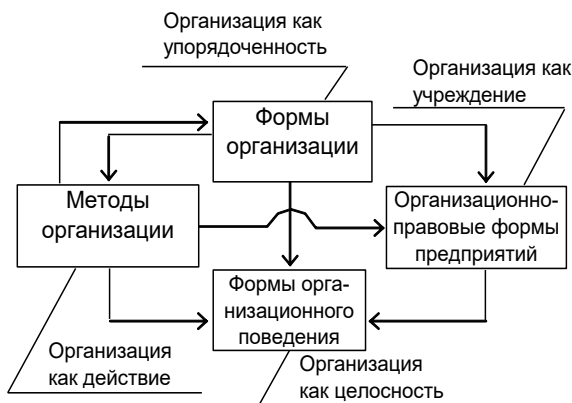 Организация как
упорядоченность
Организация как
учреждение
Формы
организации
Методы
организации
Организационно-
правовые формы
предприятий
Формы орга-
низационного
поведения
Организация
как действие
Организация
как целосность